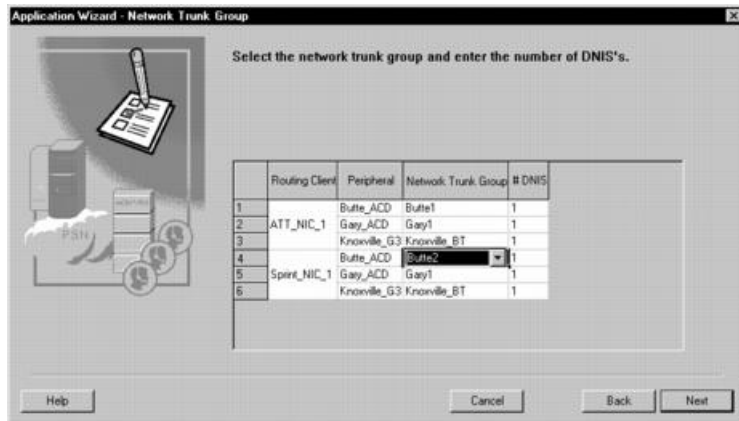 Application Wizard - Network Trunk Group
Select the network trunk group and enter the number of DNIS's.
PSN
Routing Client Peripheral Network Trunk Group # DNIS
1 Butte_ACD Butte1 1
2 ATT_NIC_1 Gary_ACD Gary1 1
3 Knoxville_G3 Knoxville_BT 1
4 Butte_ACD Butte2 1
5 Sprint_NIC_1 Gary_ACD Gary1 1
6 Knoxville_G3 Knoxville_BT 1
Help Cancel Back Next